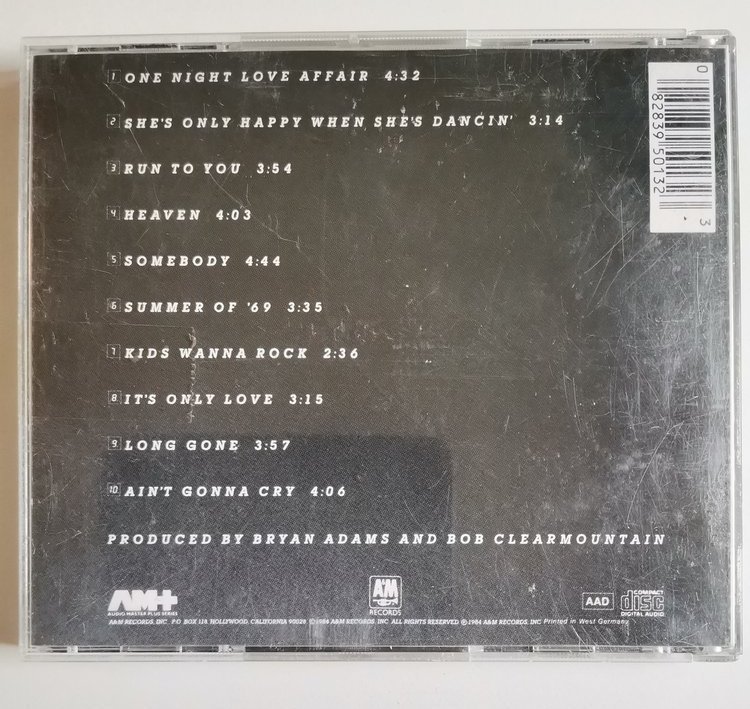 1 ONE NIGHT LOVE AFFAIR 4:32
2 SHE'S ONLY HAPPY WHEN SHE'S DANCIN' 3:14
3 RUN TO YOU 3:54
4 HEAVEN 4:03
5 SOMEBODY 4:44
6 SUMMER OF '69 3:35
7 KIDS WANNA ROCK 2:36
8 IT'S ONLY LOVE 3:15
9 LONG GONE 3:57
10 AIN'T GONNA CRY 4:06
PRODUCED BY BRYAN ADAMS AND BOB CLEARMOUNTAIN
0 82839 50132 3
AM+
AUDIO MASTER PLUS SERIES
A&M
RECORDS
AAD
COMPACT
disc
DIGITAL AUDIO
A&M RECORDS, INC. P.O. BOX 118, HOLLYWOOD, CALIFORNIA 90028 ©1984 A&M RECORDS, INC. ALL RIGHTS RESERVED ℗1984 A&M RECORDS, INC. Printed in West Germany